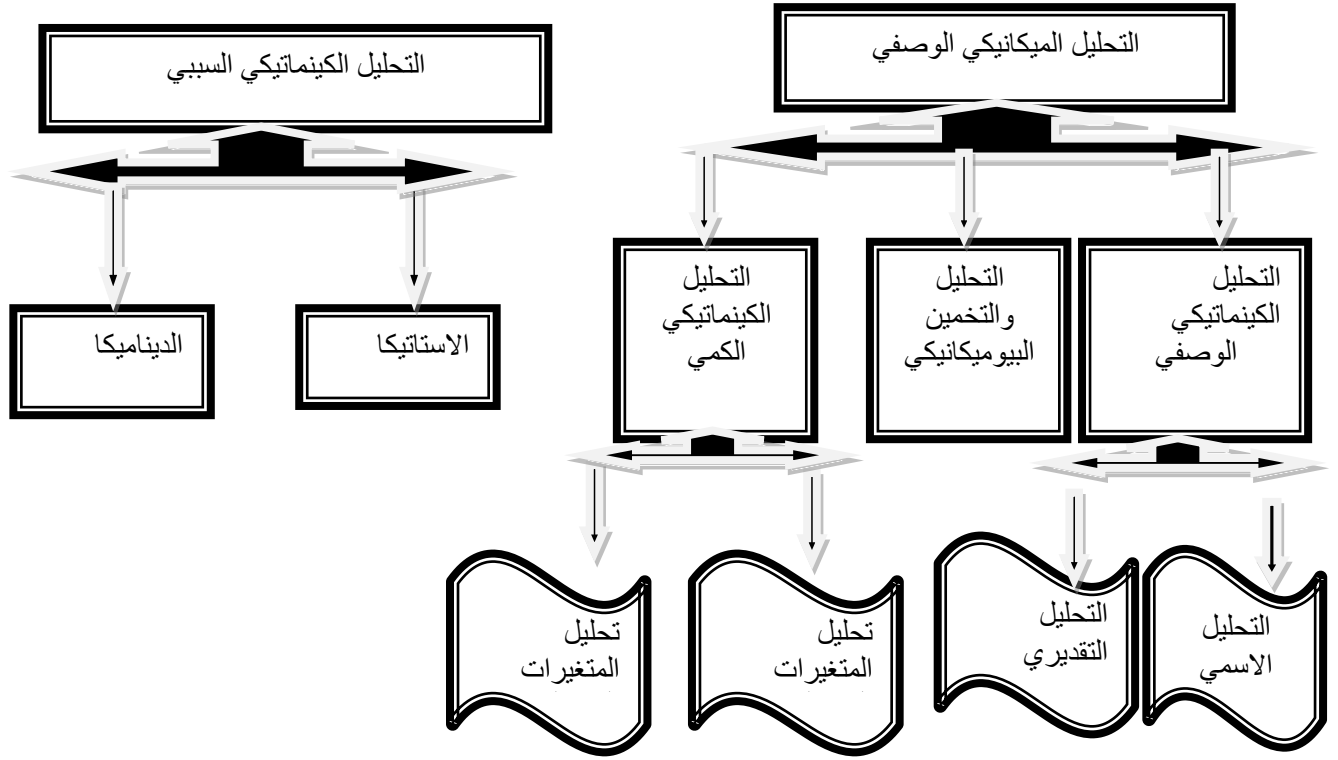 التحليل الميكانيكي الوصفي
التحليل الكينماتيكي السببي
التحليل
الكينماتيكي
الوصفي
التحليل
والتخمين
البيوميكانيكي
التحليل
الكينماتيكي
الكمي
الاستاتيكا
الديناميكا
التحليل
الاسمي
التحليل
التقديري
تحليل
المتغيرات
تحليل
المتغيرات